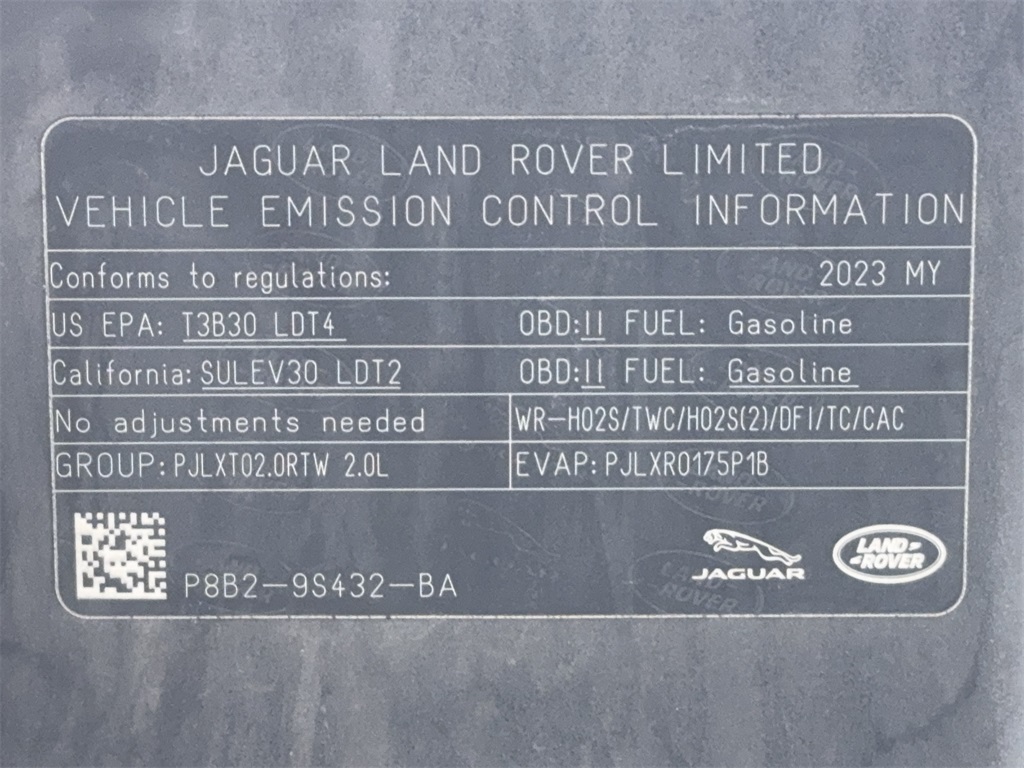 JAGUAR LAND ROVER LIMITED
VEHICLE EMISSION CONTROL INFORMATION
Conforms to regulations: 2023 MY
US EPA: T3B30 LDT4 OBD:II FUEL: Gasoline
California: SULEV30 LDT2 OBD:II FUEL: Gasoline
No adjustments needed WR-HO2S/TWC/HO2S(2)/DFI/TC/CAC
GROUP: PJLXT02.0RTW 2.0L EVAP: PJLXR0175P1B
P8B2-9S432-BA
JAGUAR
LAND-
-ROVER